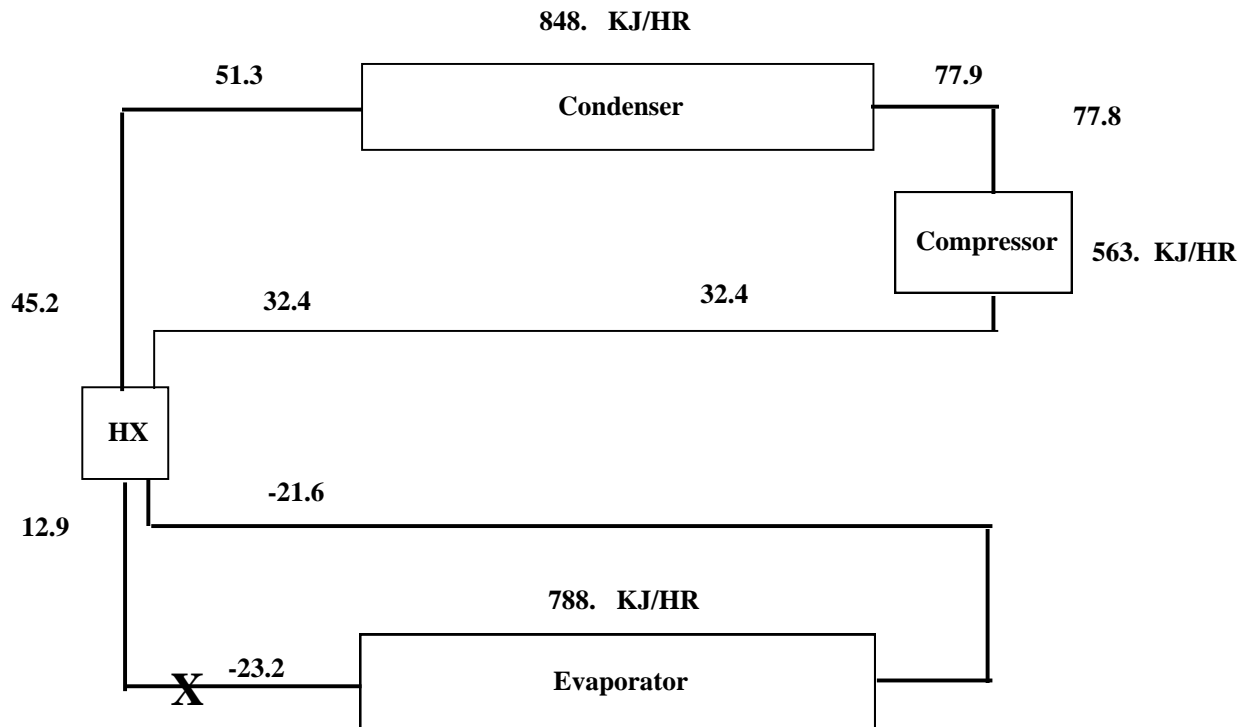 848. KJ/HR
51.3
77.9
Condenser
77.8
Compressor
563. KJ/HR
45.2
32.4
32.4
HX
-21.6
12.9
788. KJ/HR
-23.2
X
Evaporator